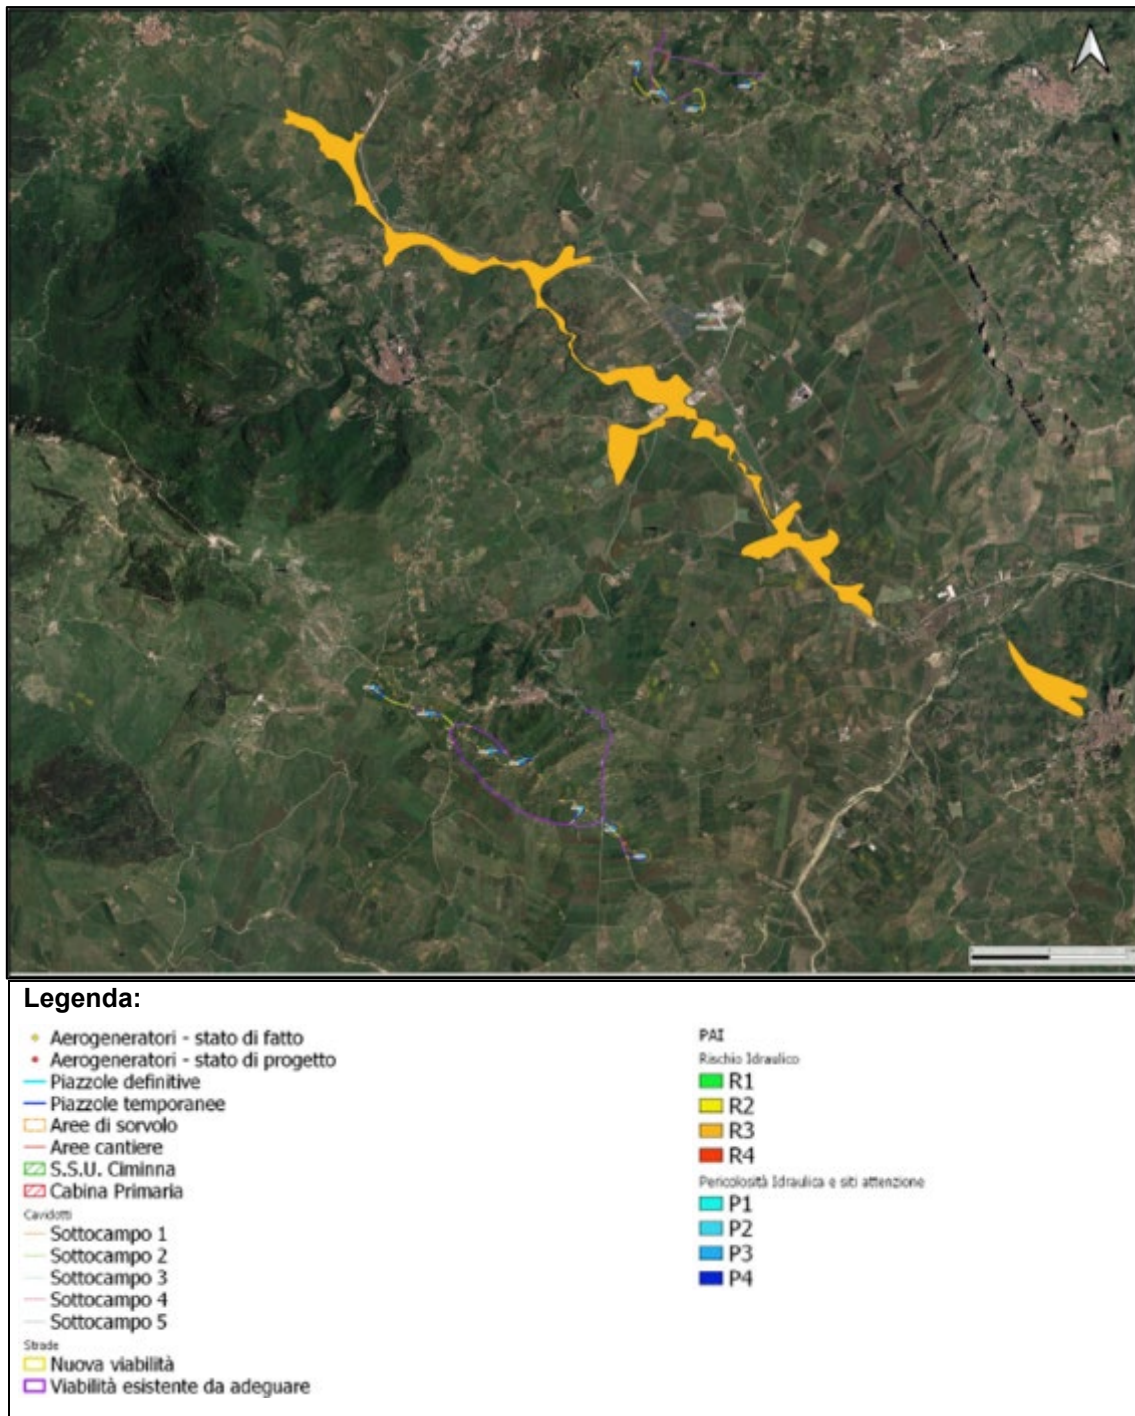 Legenda:
Aerogeneratori - stato di fatto
Aerogeneratori - stato di progetto
Piazzole definitive
Piazzole temporanee
Aree di sorvolo
Aree cantiere
S.S.U. Ciminna
Cabina Primaria
Cavidotti
Sottocampo 1
Sottocampo 2
Sottocampo 3
Sottocampo 4
Sottocampo 5
Strade
Nuova viabilità
Viabilità esistente da adeguare
PAI
Rischio Idraulico
R1
R2
R3
R4
Pericolosità Idraulica e siti attenzione
P1
P2
P3
P4